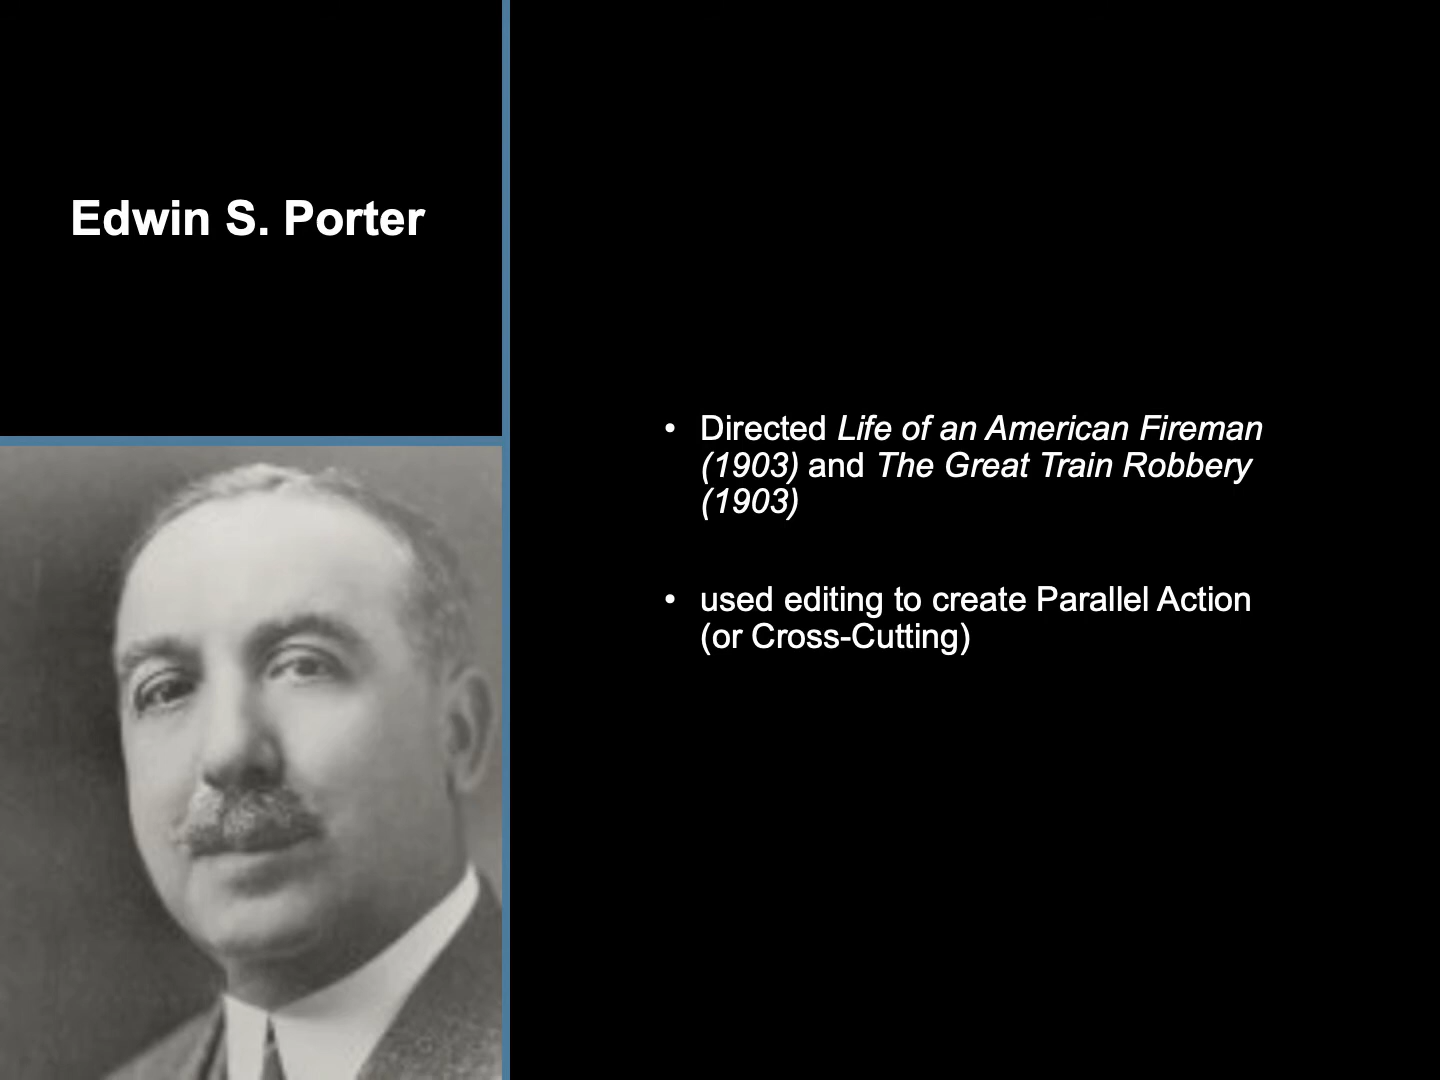 Edwin S. Porter
• Directed Life of an American Fireman
(1903) and The Great Train Robbery
(1903)
• used editing to create Parallel Action
(or Cross-Cutting)